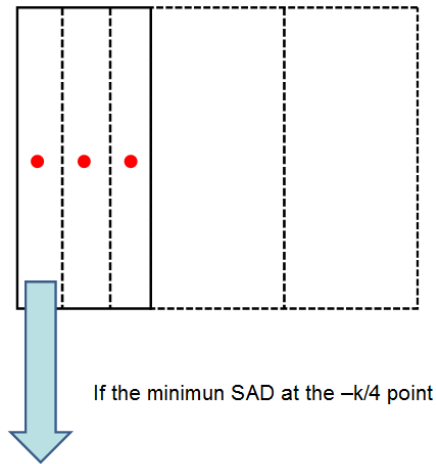 If the minimun SAD at the –k/4 point